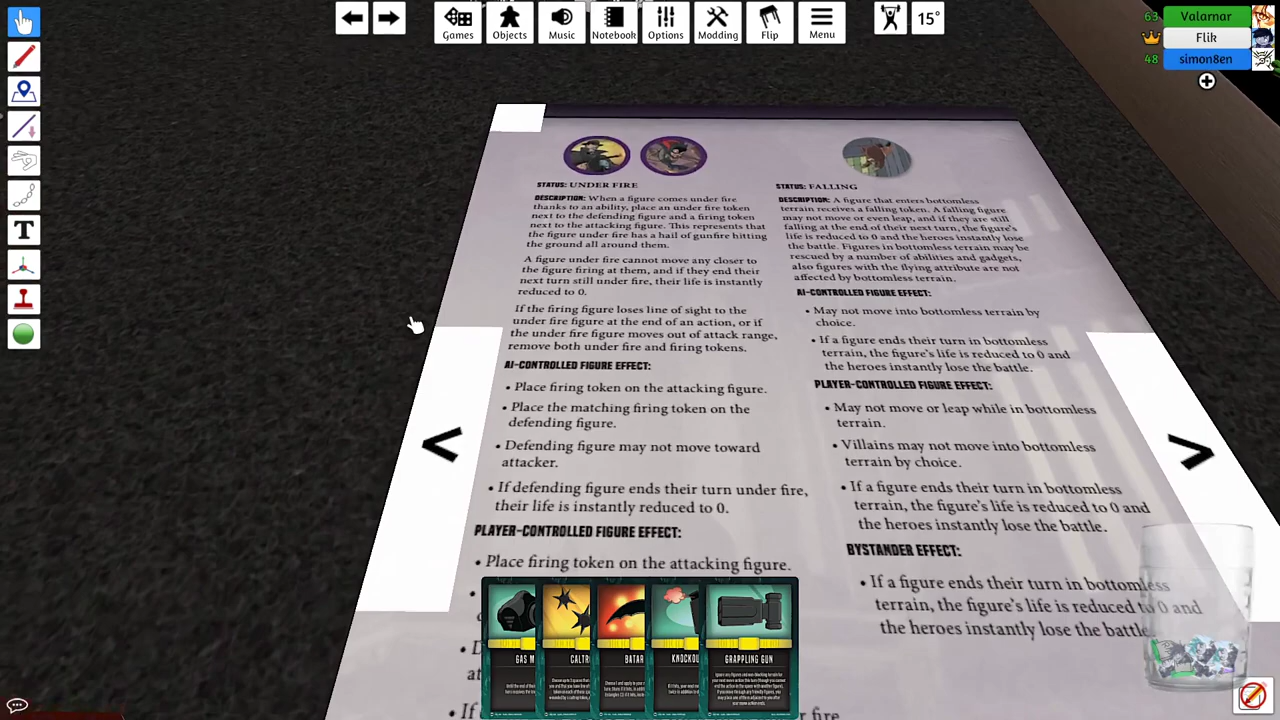 Games
Objects
Music
Notebook
Options
Modding
Flip
Menu
15°
63
Valamar
Flik
48
simon8en
T
STATUS: UNDER FIRE
DESCRIPTION: When a figure comes under fire
thanks to an ability, place an under fire token
next to the defending figure and a firing token
next to the attacking figure. This represents that
the figure under fire has a hail of gunfire hitting
the ground all around them.
A figure under fire cannot move any closer to
the figure firing at them, and if they end their
next turn still under fire, their life is instantly
reduced to 0.
If the firing figure loses line of sight to the
under fire figure at the end of an action, or if
the under fire figure moves out of attack range,
remove both under fire and firing tokens.
AI-CONTROLLED FIGURE EFFECT:
• Place firing token on the attacking figure.
• Place the matching firing token on the
defending figure.
• Defending figure may not move toward
attacker.
• If defending figure ends their turn under fire,
their life is instantly reduced to 0.
PLAYER-CONTROLLED FIGURE EFFECT:
• Place firing token on the attacking figure.
STATUS: FALLING
DESCRIPTION: A figure that enters bottomless
terrain receives a falling token. A falling figure
may not move or even leap, and if they are still
falling at the end of their next turn, the figure's
life is reduced to 0 and the heroes instantly lose
the battle. Figures in bottomless terrain may be
rescued by a number of abilities and gadgets,
also figures with the flying attribute are not
affected by bottomless terrain.
AI-CONTROLLED FIGURE EFFECT:
• May not move into bottomless terrain by
choice.
• If a figure ends their turn in bottomless
terrain, the figure's life is reduced to 0 and
the heroes instantly lose the battle.
PLAYER-CONTROLLED FIGURE EFFECT:
• May not move or leap while in bottomless
terrain.
• Villains may not move into bottomless
terrain by choice.
• If a figure ends their turn in bottomless
terrain, the figure's life is reduced to 0 and
the heroes instantly lose the battle.
BYSTANDER EFFECT:
• If a figure ends their turn in bottomless
terrain, the figure's life is reduced to 0 and
the heroes instantly lose the battle
<
>
GAS M
CALTR
BATAR
KNOCKOU
GRAPPLING GUN
• If
fire